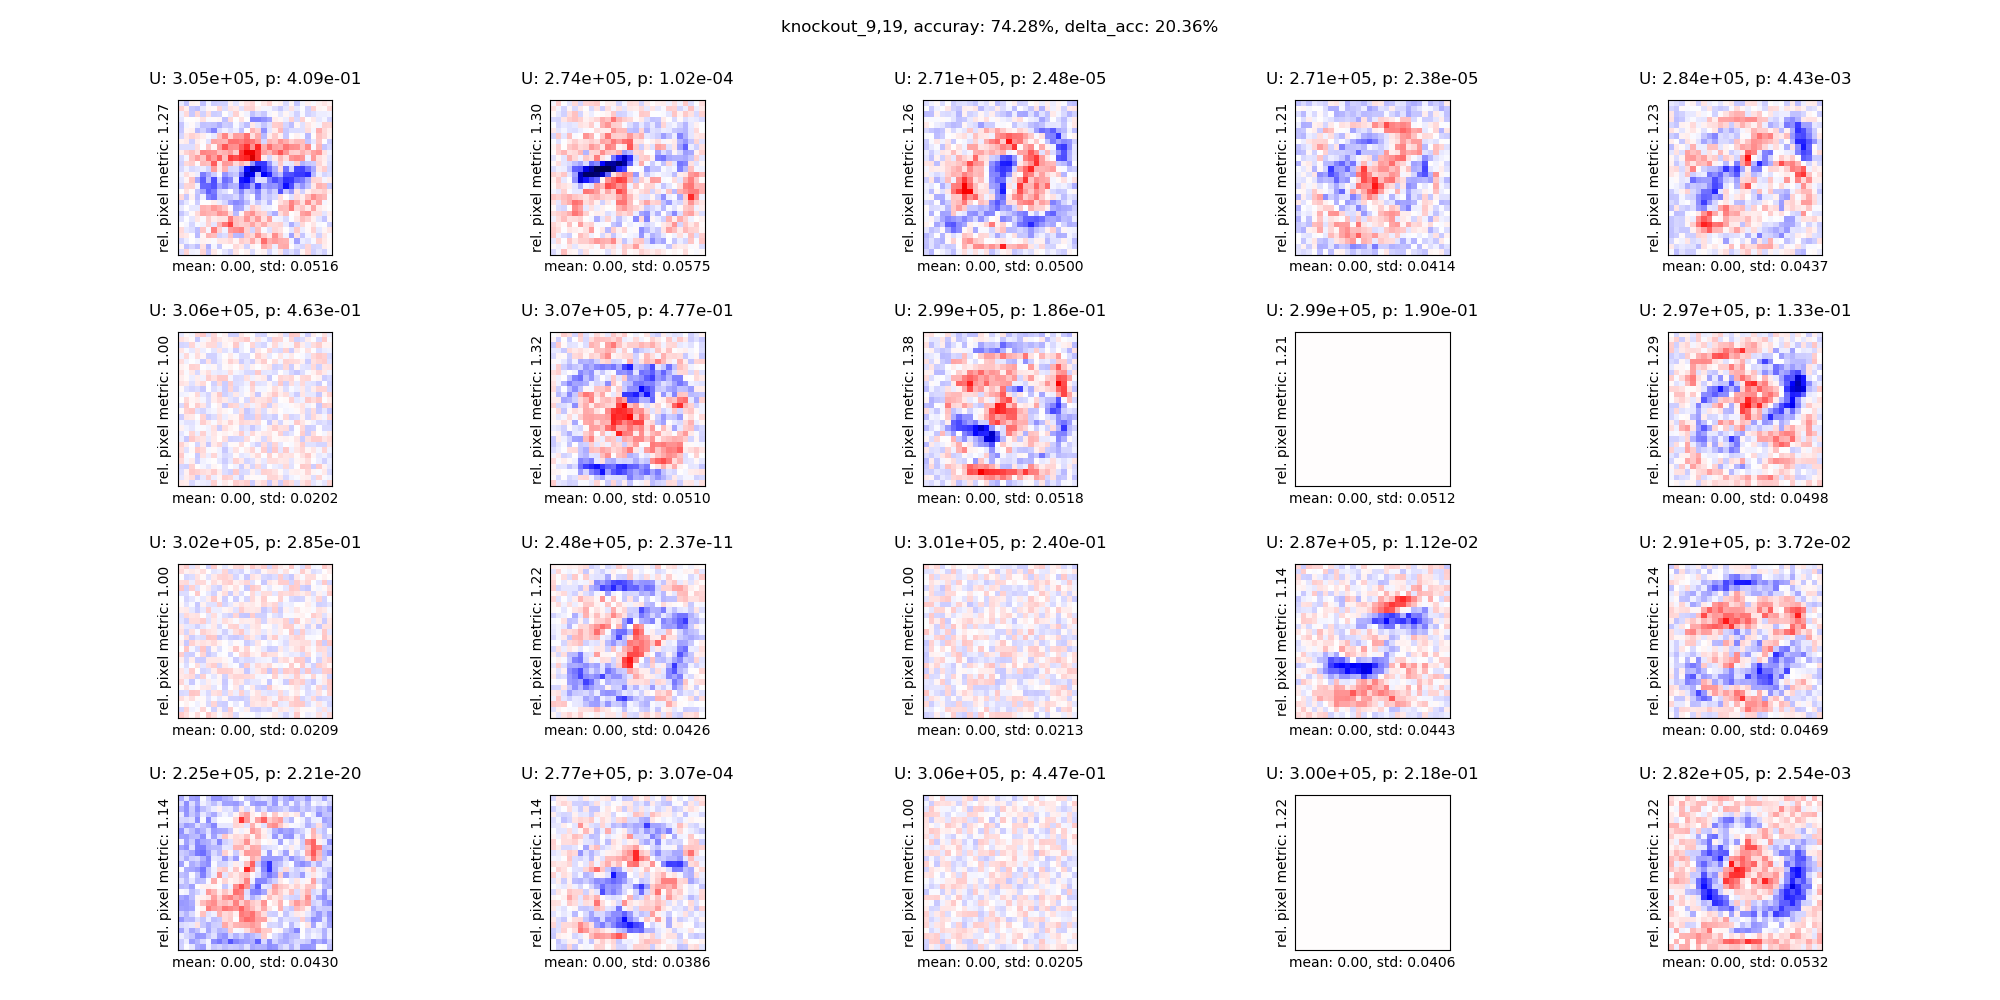 knockout_9,19, accuray: 74.28%, delta_acc: 20.36%
U: 3.05e+05, p: 4.09e-01
rel. pixel metric: 1.27
mean: 0.00, std: 0.0516
U: 2.74e+05, p: 1.02e-04
rel. pixel metric: 1.30
mean: 0.00, std: 0.0575
U: 2.71e+05, p: 2.48e-05
rel. pixel metric: 1.26
mean: 0.00, std: 0.0500
U: 2.71e+05, p: 2.38e-05
rel. pixel metric: 1.21
mean: 0.00, std: 0.0414
U: 2.84e+05, p: 4.43e-03
rel. pixel metric: 1.23
mean: 0.00, std: 0.0437
U: 3.06e+05, p: 4.63e-01
rel. pixel metric: 1.00
mean: 0.00, std: 0.0202
U: 3.07e+05, p: 4.77e-01
rel. pixel metric: 1.32
mean: 0.00, std: 0.0510
U: 2.99e+05, p: 1.86e-01
rel. pixel metric: 1.38
mean: 0.00, std: 0.0518
U: 2.99e+05, p: 1.90e-01
rel. pixel metric: 1.21
mean: 0.00, std: 0.0512
U: 2.97e+05, p: 1.33e-01
rel. pixel metric: 1.29
mean: 0.00, std: 0.0498
U: 3.02e+05, p: 2.85e-01
rel. pixel metric: 1.00
mean: 0.00, std: 0.0209
U: 2.48e+05, p: 2.37e-11
rel. pixel metric: 1.22
mean: 0.00, std: 0.0426
U: 3.01e+05, p: 2.40e-01
rel. pixel metric: 1.00
mean: 0.00, std: 0.0213
U: 2.87e+05, p: 1.12e-02
rel. pixel metric: 1.14
mean: 0.00, std: 0.0443
U: 2.91e+05, p: 3.72e-02
rel. pixel metric: 1.24
mean: 0.00, std: 0.0469
U: 2.25e+05, p: 2.21e-20
rel. pixel metric: 1.14
mean: 0.00, std: 0.0430
U: 2.77e+05, p: 3.07e-04
rel. pixel metric: 1.14
mean: 0.00, std: 0.0386
U: 3.06e+05, p: 4.47e-01
rel. pixel metric: 1.00
mean: 0.00, std: 0.0205
U: 3.00e+05, p: 2.18e-01
rel. pixel metric: 1.22
mean: 0.00, std: 0.0406
U: 2.82e+05, p: 2.54e-03
rel. pixel metric: 1.22
mean: 0.00, std: 0.0532